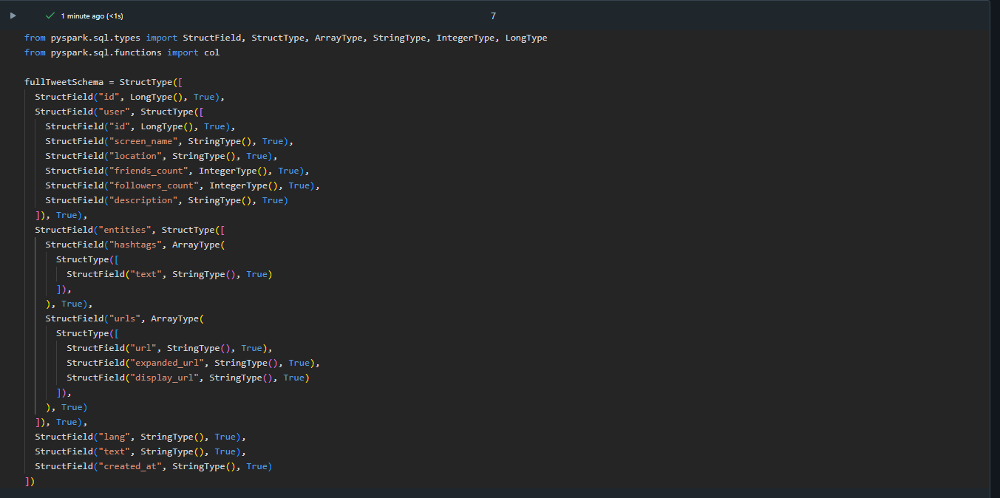 1 minute ago (<1s)
7
from pyspark.sql.types import StructField, StructType, ArrayType, StringType, IntegerType, LongType
from pyspark.sql.functions import col

fullTweetSchema = StructType([
  StructField("id", LongType(), True),
  StructField("user", StructType([
    StructField("id", LongType(), True),
    StructField("screen_name", StringType(), True),
    StructField("location", StringType(), True),
    StructField("friends_count", IntegerType(), True),
    StructField("followers_count", IntegerType(), True),
    StructField("description", StringType(), True)
  ]), True),
  StructField("entities", StructType([
    StructField("hashtags", ArrayType(
      StructType([
        StructField("text", StringType(), True)
      ]),
    ), True),
    StructField("urls", ArrayType(
      StructType([
        StructField("url", StringType(), True),
        StructField("expanded_url", StringType(), True),
        StructField("display_url", StringType(), True)
      ]),
    ), True)
  ]), True),
  StructField("lang", StringType(), True),
  StructField("text", StringType(), True),
  StructField("created_at", StringType(), True)
])